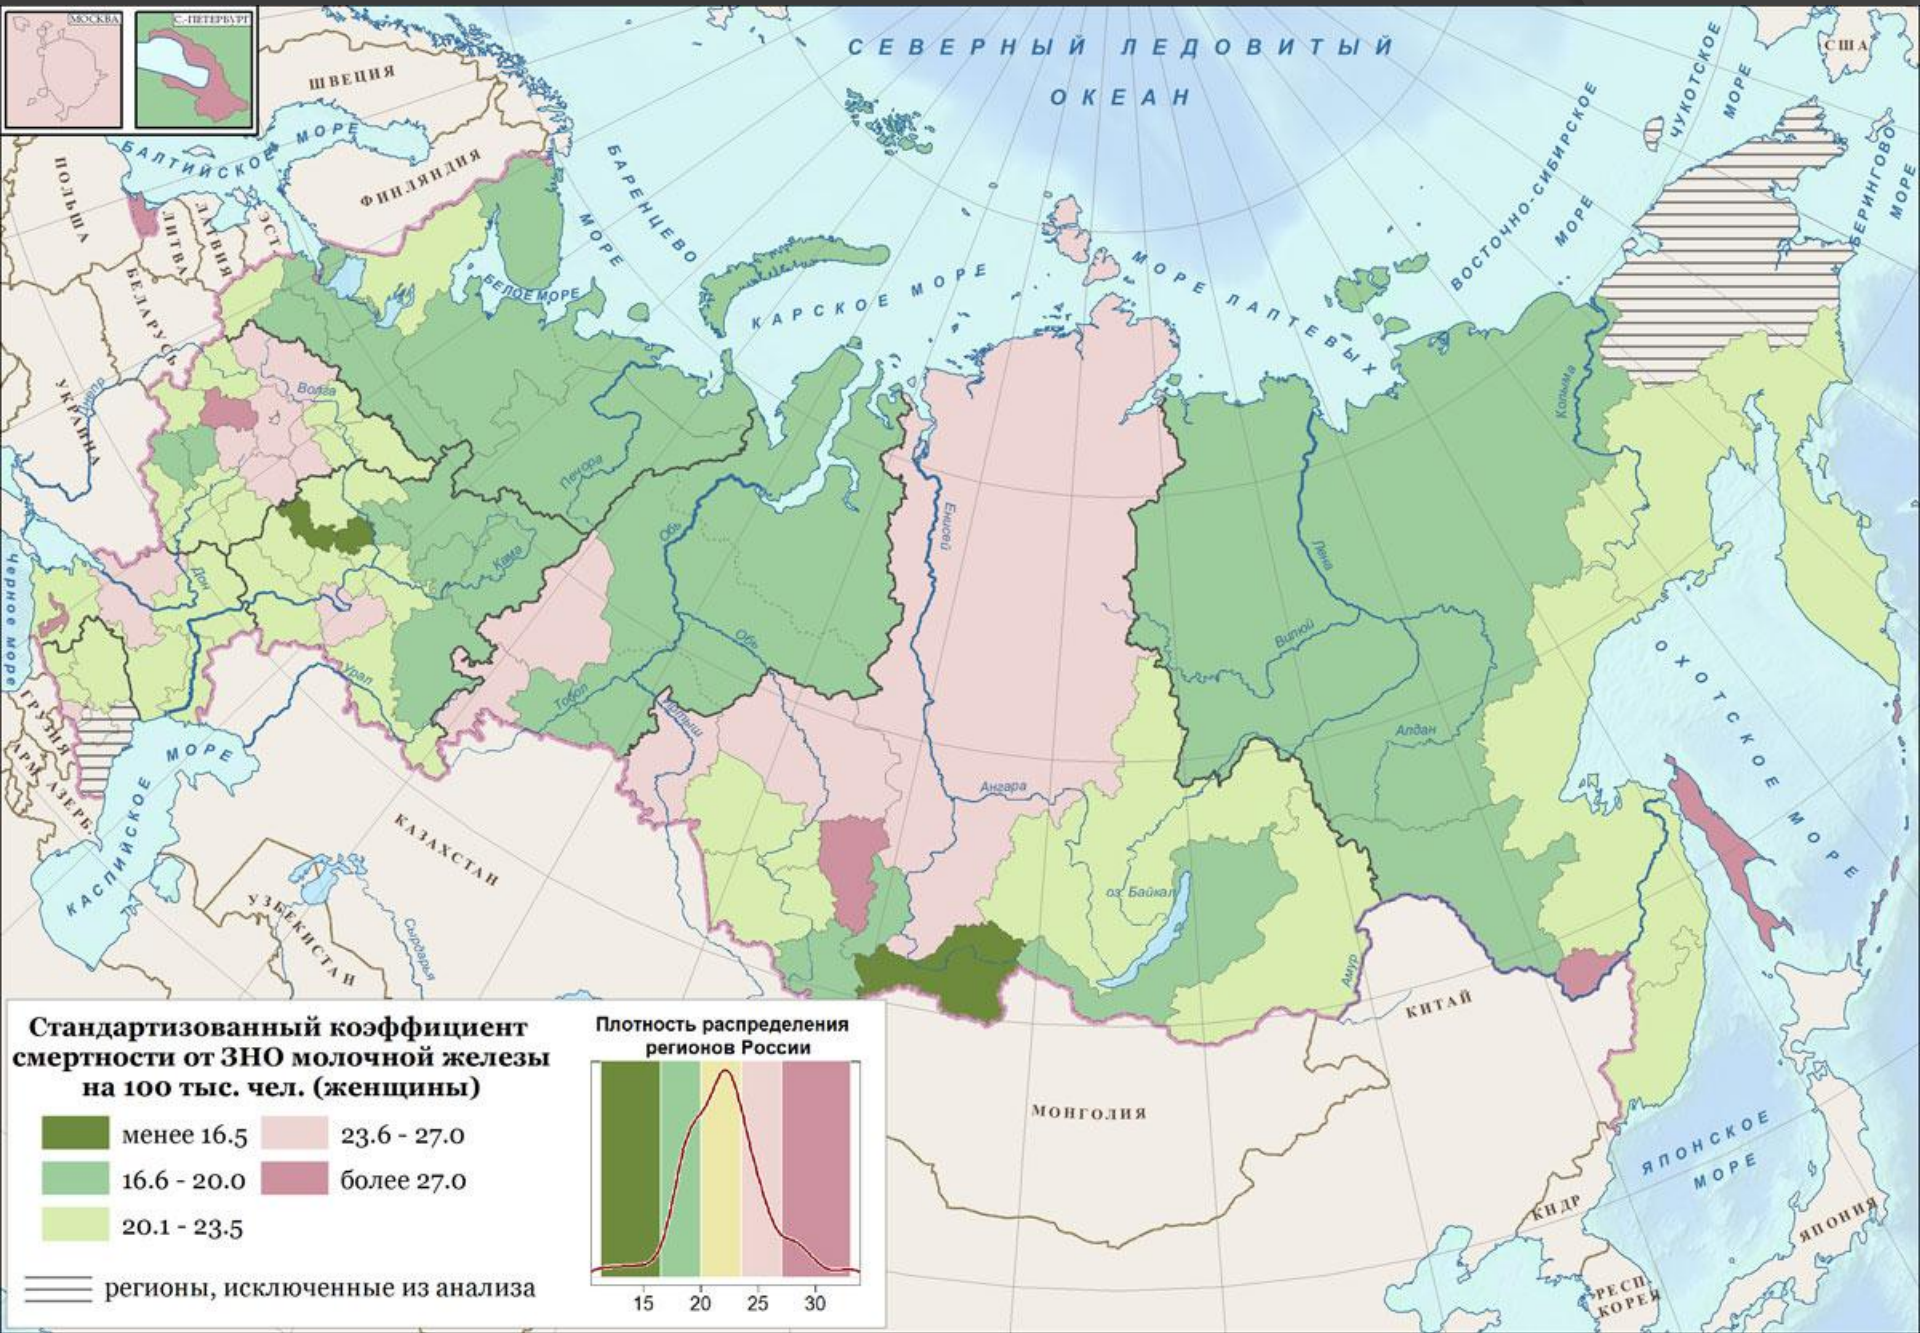 МОСКВА
С.-ПЕТЕРБУРГ
ШВЕЦИЯ
СЕВЕРНЫЙ ЛЕДОВИТЫЙ
ОКЕАН
США
ЧУКОТСКОЕ
МОРЕ
БЕРИНГОВО
МОРЕ
ВОСТОЧНО-СИБИРСКОЕ
МОРЕ
БАЛТИЙСКОЕ МОРЕ
ФИНЛЯНДИЯ
БАРЕНЦЕВО
МОРЕ
ПОЛЬША
ЛИТВА
ЛАТВИЯ
ЭСТ.
БЕЛАРУСЬ
БЕЛОЕ МОРЕ
КАРСКОЕ МОРЕ
МОРЕ ЛАПТЕВЫХ
УКРАИНА
Днепр
Волга
Печора
Колыма
Обь
Енисей
Кама
Лена
Дон
Черное море
Вилюй
Обь
ОХОТСКОЕ МОРЕ
Урал
Тобол
Иртыш
Алдан
ГРУЗИЯ
АРМ.
АЗЕРБ.
КАСПИЙСКОЕ МОРЕ
Ангара
КАЗАХСТАН
оз. Байкал
УЗБЕКИСТАН
Сырдарья
Амур
КИТАЙ
МОНГОЛИЯ
ЯПОНСКОЕ
МОРЕ
КНДР
ЯПОНИЯ
РЕСП.
КОРЕЯ
Стандартизованный коэффициент
смертности от ЗНО молочной железы
на 100 тыс. чел. (женщины)
менее 16.5
23.6 - 27.0
16.6 - 20.0
более 27.0
20.1 - 23.5
регионы, исключенные из анализа
Плотность распределения
регионов России
15 20 25 30